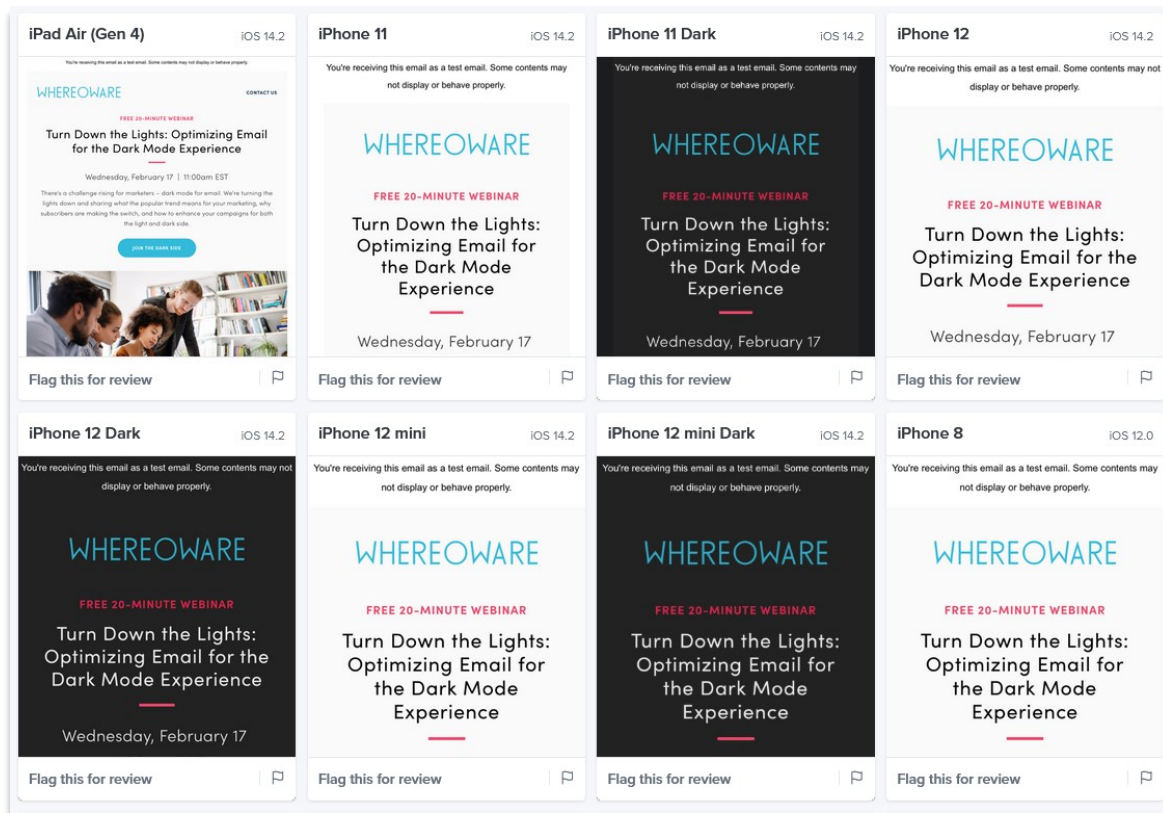 iPad Air (Gen 4) iOS 14.2
You're receiving this email as a test email. Some contents may not display or behave properly.
WHEREOWARE CONTACT US
FREE 20-MINUTE WEBINAR
Turn Down the Lights: Optimizing Email
for the Dark Mode Experience
Wednesday, February 17 | 11:00am EST
There's a challenge rising for marketers – dark mode for email. We're turning the
lights down and sharing what the popular trend means for your marketing, why
subscribers are making the switch, and how to enhance your campaigns for both
the light and dark side.
JOIN THE DARK SIDE
Flag this for review
iPhone 11 iOS 14.2
You're receiving this email as a test email. Some contents may
not display or behave properly.
WHEREOWARE
FREE 20-MINUTE WEBINAR
Turn Down the Lights:
Optimizing Email for
the Dark Mode
Experience
Wednesday, February 17
Flag this for review
iPhone 11 Dark iOS 14.2
You're receiving this email as a test email. Some contents may
not display or behave properly.
WHEREOWARE
FREE 20-MINUTE WEBINAR
Turn Down the Lights:
Optimizing Email for
the Dark Mode
Experience
Wednesday, February 17
Flag this for review
iPhone 12 iOS 14.2
You're receiving this email as a test email. Some contents may not
display or behave properly.
WHEREOWARE
FREE 20-MINUTE WEBINAR
Turn Down the Lights:
Optimizing Email for the
Dark Mode Experience
Wednesday, February 17
Flag this for review
iPhone 12 Dark iOS 14.2
You're receiving this email as a test email. Some contents may not
display or behave properly.
WHEREOWARE
FREE 20-MINUTE WEBINAR
Turn Down the Lights:
Optimizing Email for the
Dark Mode Experience
Wednesday, February 17
Flag this for review
iPhone 12 mini iOS 14.2
You're receiving this email as a test email. Some contents may
not display or behave properly.
WHEREOWARE
FREE 20-MINUTE WEBINAR
Turn Down the Lights:
Optimizing Email for
the Dark Mode
Experience
Flag this for review
iPhone 12 mini Dark iOS 14.2
You're receiving this email as a test email. Some contents may
not display or behave properly.
WHEREOWARE
FREE 20-MINUTE WEBINAR
Turn Down the Lights:
Optimizing Email for
the Dark Mode
Experience
Flag this for review
iPhone 8 iOS 12.0
You're receiving this email as a test email. Some contents may
not display or behave properly.
WHEREOWARE
FREE 20-MINUTE WEBINAR
Turn Down the Lights:
Optimizing Email for
the Dark Mode
Experience
Flag this for review